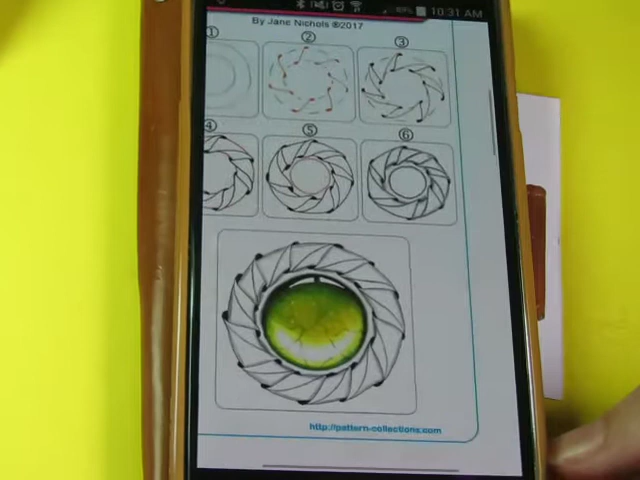 10:31 AM
By Jane Nichols ©2017
① ② ③
④ ⑤ ⑥
http://pattern-collections.com